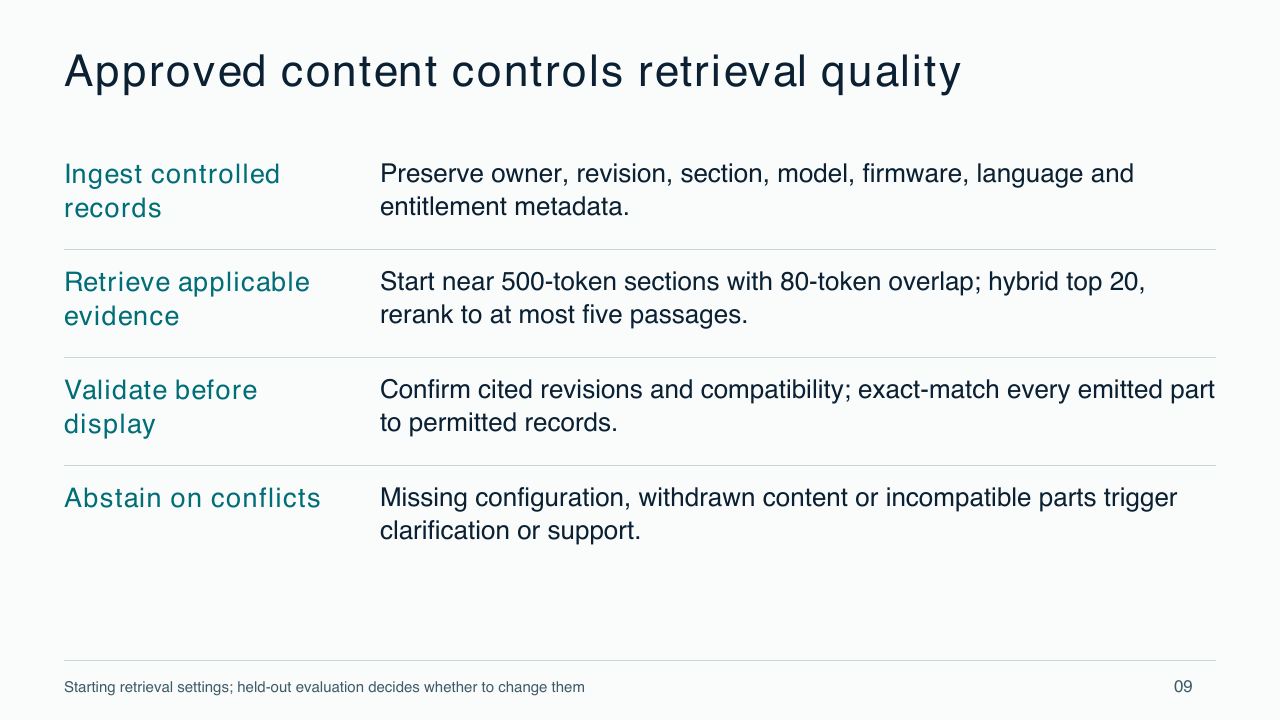 Approved content controls retrieval quality
Ingest controlled
records
Preserve owner, revision, section, model, firmware, language and
entitlement metadata.
Retrieve applicable
evidence
Start near 500-token sections with 80-token overlap; hybrid top 20,
rerank to at most five passages.
Validate before
display
Confirm cited revisions and compatibility; exact-match every emitted part
to permitted records.
Abstain on conflicts
Missing configuration, withdrawn content or incompatible parts trigger
clarification or support.
Starting retrieval settings; held-out evaluation decides whether to change them
09